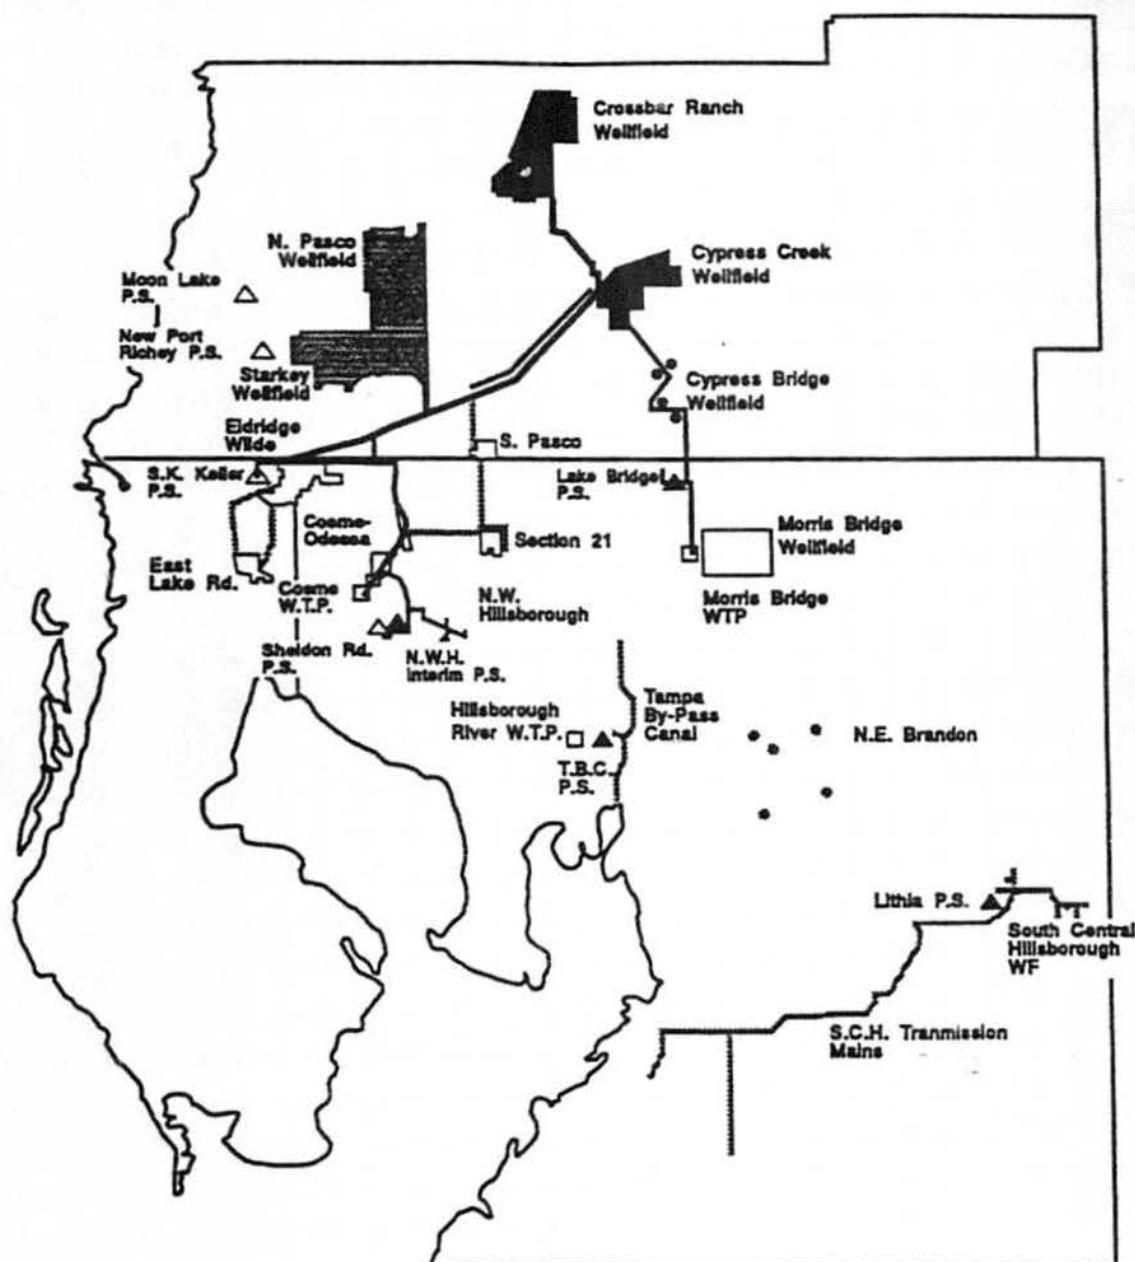 Crossbar Ranch
Wellfield
N. Pasco
Wellfield
Cypress Creek
Wellfield
Moon Lake
P.S.
New Port
Richey P.S.
Starkey
Wellfield
Cypress Bridge
Wellfield
Eldridge
Wilde
S. Pasco
S.K. Keller
P.S.
Lake Bridge
P.S.
Cosme-
Odessa
Section 21
Morris Bridge
Wellfield
East
Lake Rd.
Cosme
W.T.P.
N.W.
Hillsborough
Morris Bridge
WTP
Sheldon Rd.
P.S.
N.W.H.
Interim P.S.
Hillsborough
River W.T.P.
Tampa
By-Pass
Canal
T.B.C.
P.S.
N.E. Brandon
Lithia P.S.
South Central
Hillsborough
WF
S.C.H. Tranmission
Mains